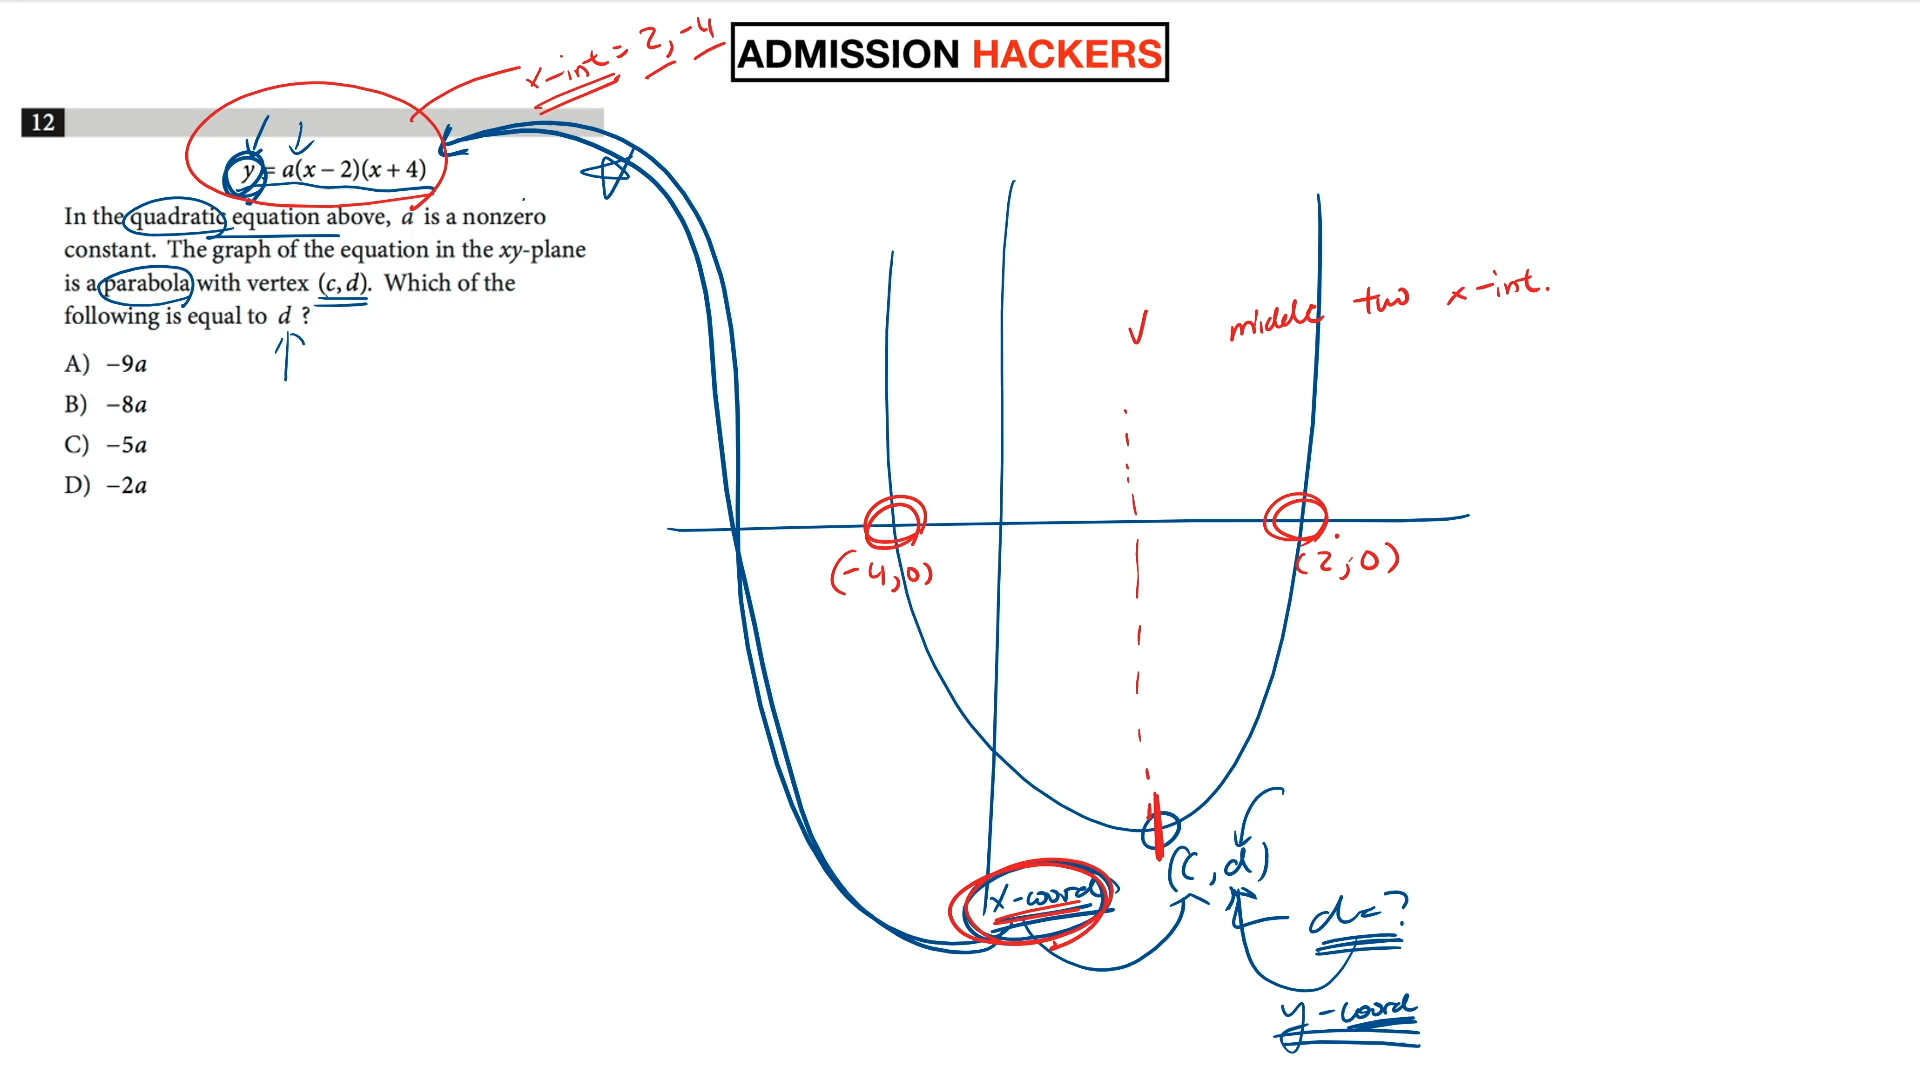 x-int = 2, -4
ADMISSION HACKERS
12
y = a(x – 2)(x + 4)
In the quadratic equation above, a is a nonzero
constant. The graph of the equation in the xy-plane
is a parabola with vertex (c, d). Which of the
following is equal to d ?
A) –9a
B) –8a
C) –5a
D) –2a
✓ middle two x-int.
(-4,0)
(2,0)
(c, d)
x-coord
d=?
y-coord